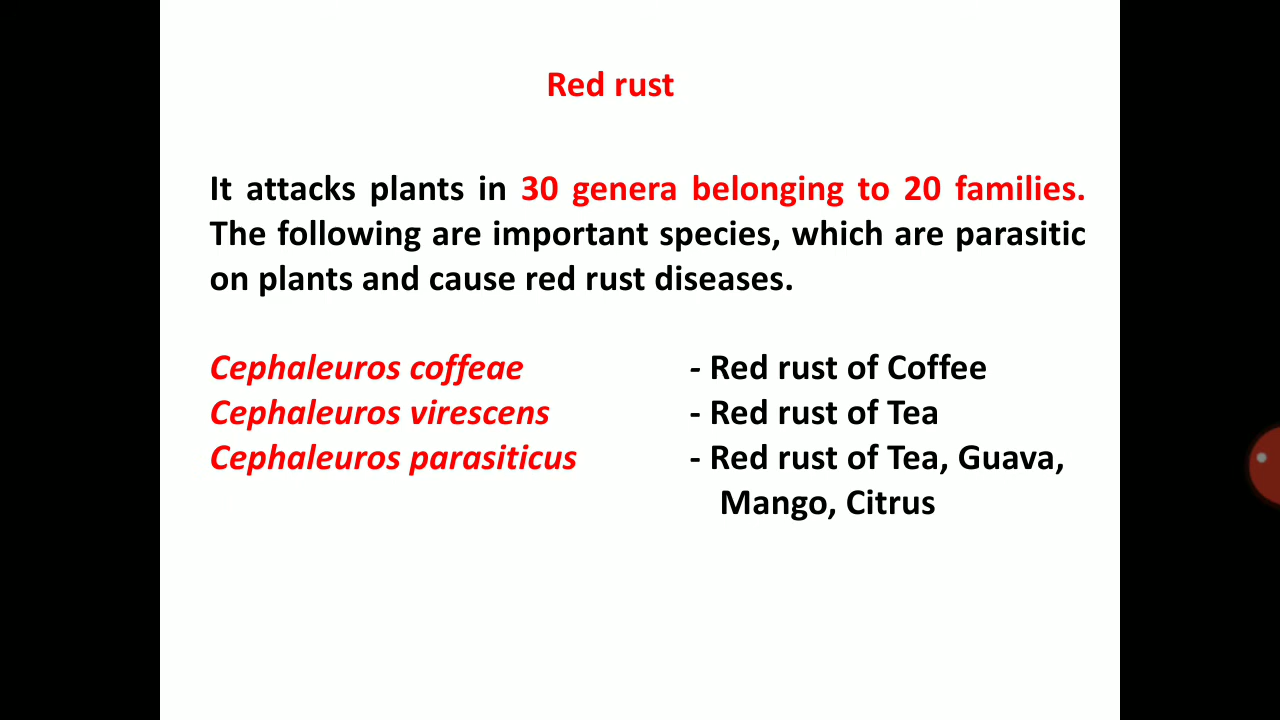 Red rust
It attacks plants in 30 genera belonging to 20 families.
The following are important species, which are parasitic
on plants and cause red rust diseases.
Cephaleuros coffeae - Red rust of Coffee
Cephaleuros virescens - Red rust of Tea
Cephaleuros parasiticus - Red rust of Tea, Guava,
Mango, Citrus